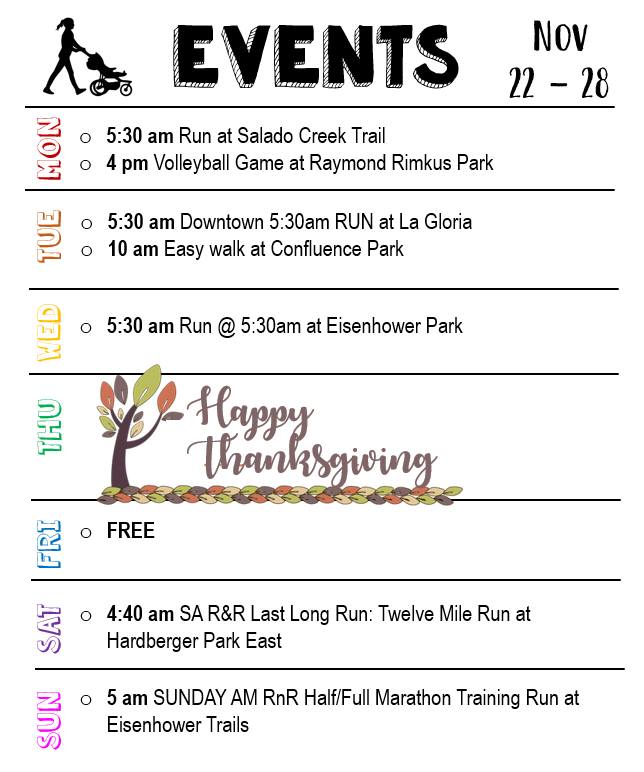 EVENTS
Nov
22 – 28
MON
o 5:30 am Run at Salado Creek Trail
o 4 pm Volleyball Game at Raymond Rimkus Park
TUE
o 5:30 am Downtown 5:30am RUN at La Gloria
o 10 am Easy walk at Confluence Park
WED
o 5:30 am Run @ 5:30am at Eisenhower Park
THU
Happy
Thanksgiving
FRI
o FREE
SAT
o 4:40 am SA R&R Last Long Run: Twelve Mile Run at
Hardberger Park East
SUN
o 5 am SUNDAY AM RnR Half/Full Marathon Training Run at
Eisenhower Trails